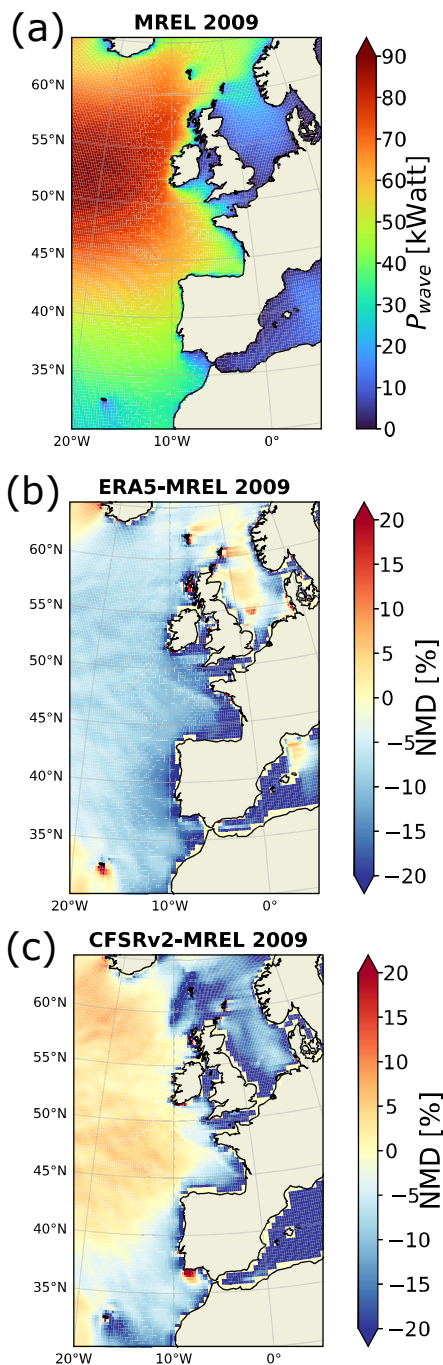 (a)
MREL 2009
60°N
55°N
50°N
45°N
40°N
35°N
20°W 10°W 0°
90
80
70
60
50
40
30
20
10
0
P_wave [kWatt]
(b)
ERA5-MREL 2009
60°N
55°N
50°N
45°N
40°N
35°N
20°W 10°W 0°
20
15
10
5
0
−5
−10
−15
−20
NMD [%]
(c)
CFSRv2-MREL 2009
60°N
55°N
50°N
45°N
40°N
35°N
20°W 10°W 0°
20
15
10
5
0
−5
−10
−15
−20
NMD [%]